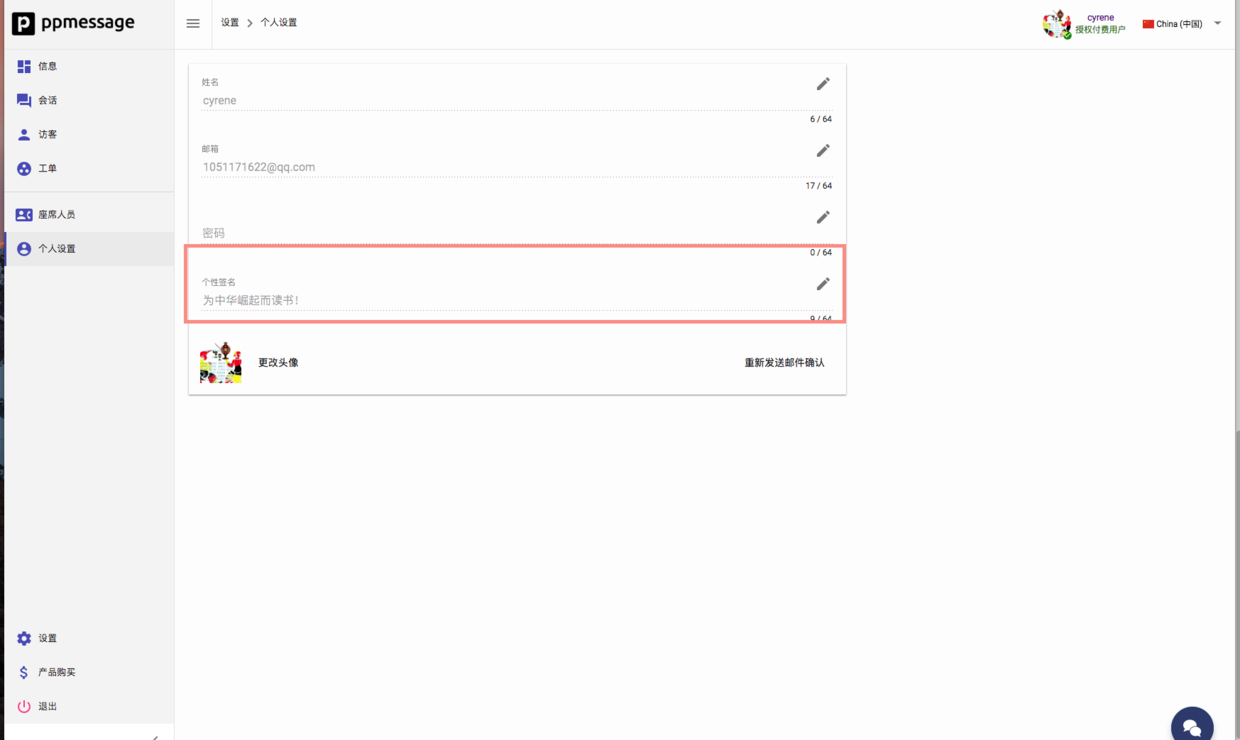 ppmessage
设置 > 个人设置
cyrene
授权付费用户
China (中国)
信息
会话
访客
工单
座席人员
个人设置
姓名
cyrene
6 / 64
邮箱
1051171622@qq.com
17 / 64
密码
0 / 64
个性签名
为中华崛起而读书!
9 / 64
更改头像
重新发送邮件确认
设置
产品购买
退出